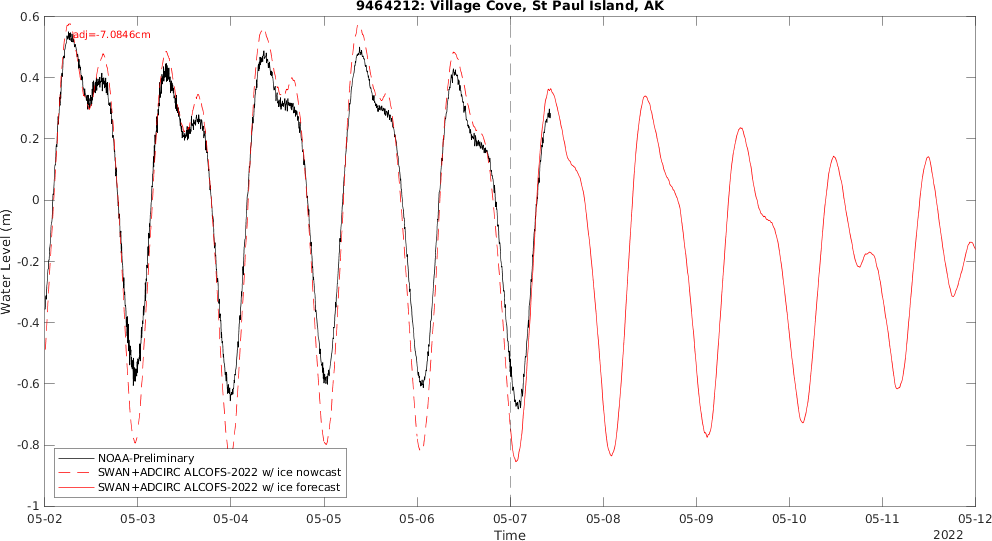 9464212: Village Cove, St Paul Island, AK
adj=-7.0846cm
0.6
0.4
0.2
0
-0.2
-0.4
-0.6
-0.8
-1
Water Level (m)
NOAA-Preliminary
SWAN+ADCIRC ALCOFS-2022 w/ ice nowcast
SWAN+ADCIRC ALCOFS-2022 w/ ice forecast
05-02 05-03 05-04 05-05 05-06 05-07 05-08 05-09 05-10 05-11 05-12
Time
2022